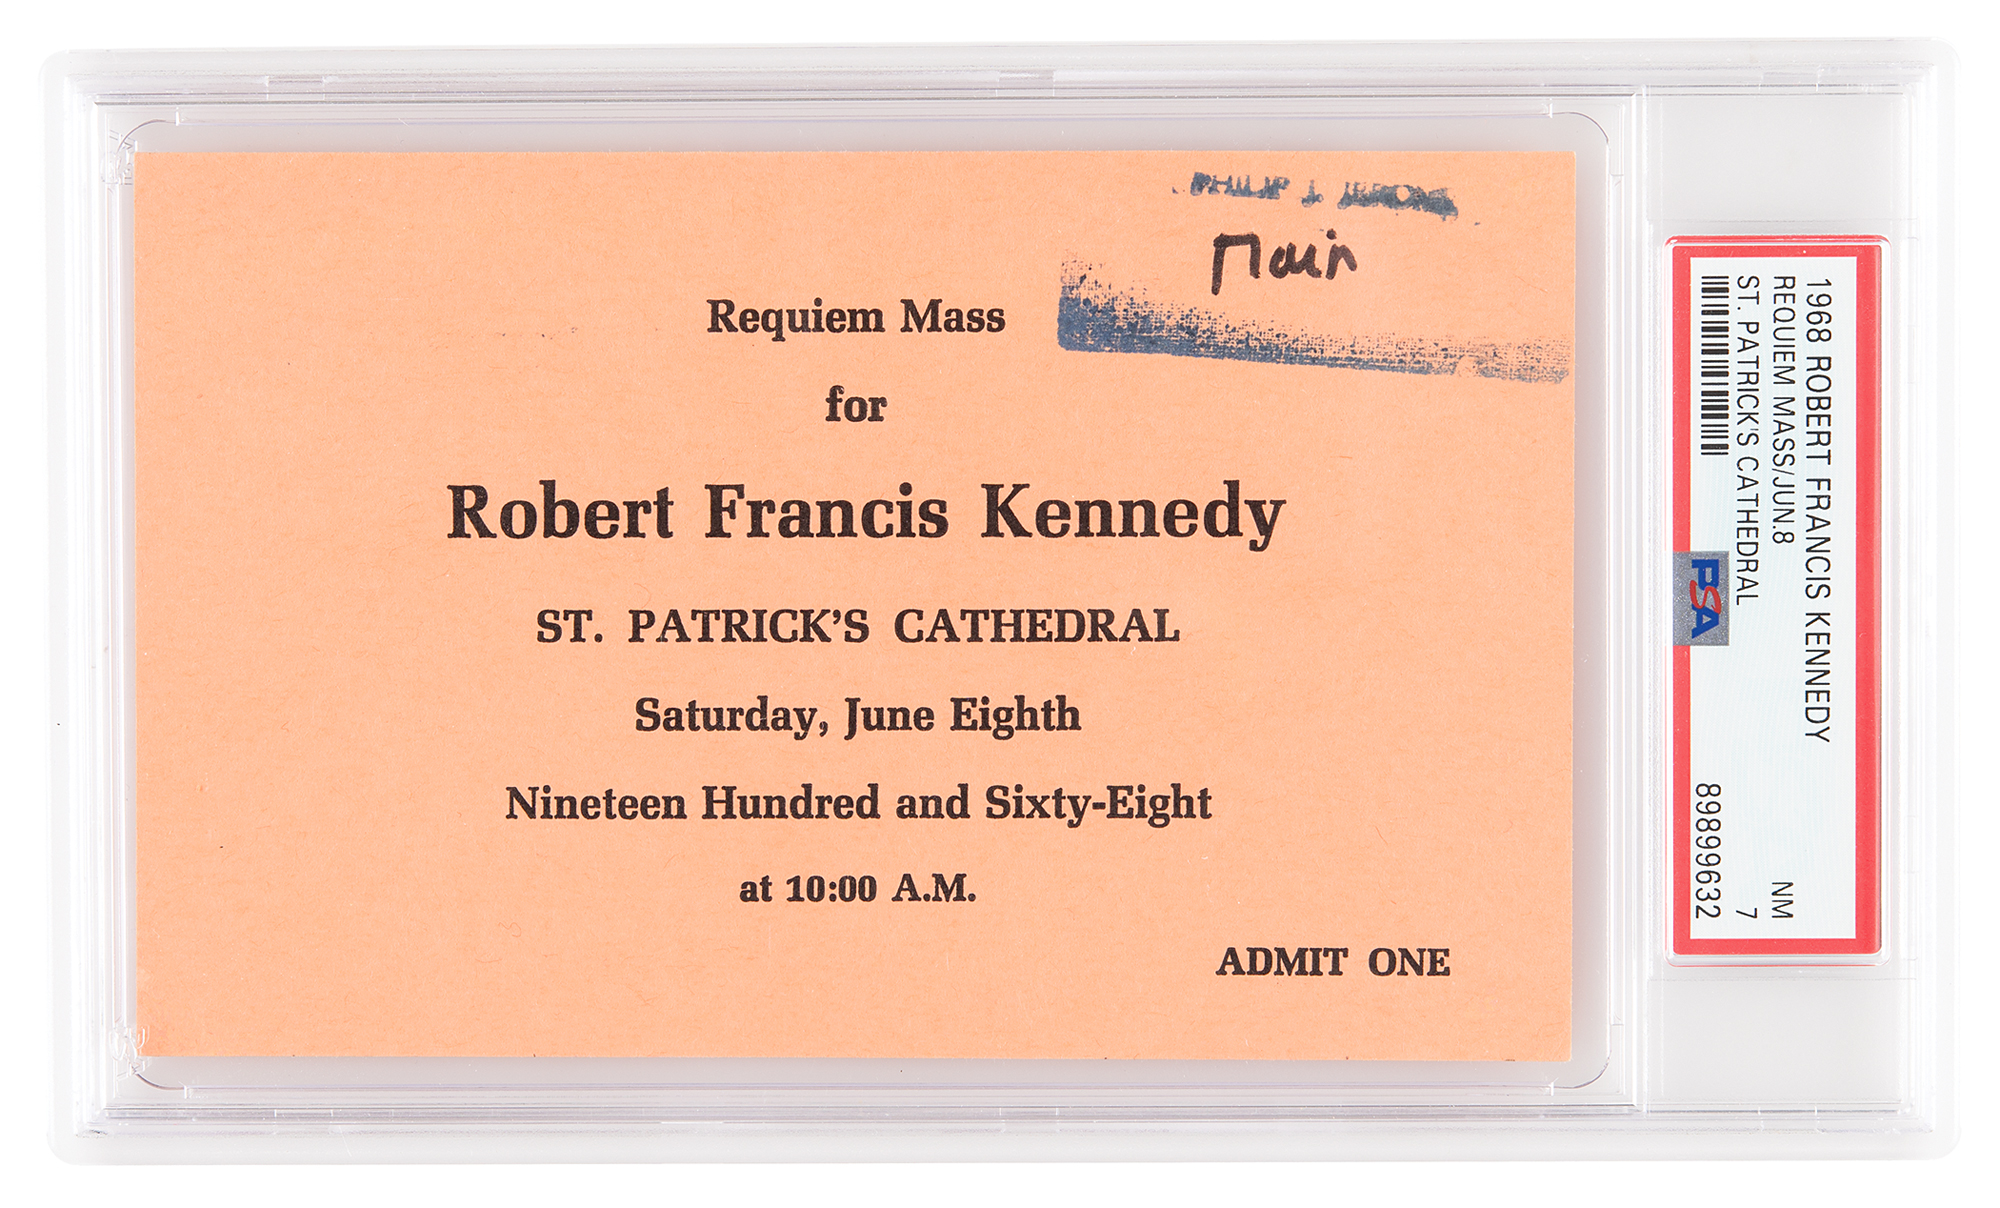 PHILIP J.
Main
Requiem Mass
for
Robert Francis Kennedy
ST. PATRICK'S CATHEDRAL
Saturday, June Eighth
Nineteen Hundred and Sixty-Eight
at 10:00 A.M.
ADMIT ONE
1968 ROBERT FRANCIS KENNEDY
REQUIEM MASS/JUN.8 NM
ST. PATRICK'S CATHEDRAL 7
89899632
PSA